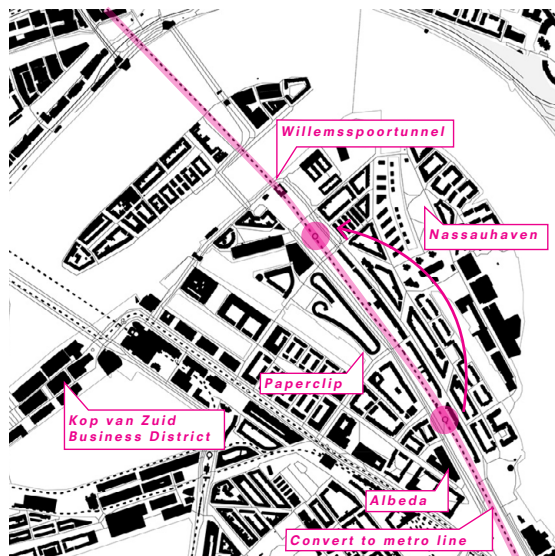 Willemsspoortunnel
Nassauhaven
Paperclip
Kop van Zuid
Business District
Albeda
Convert to metro line